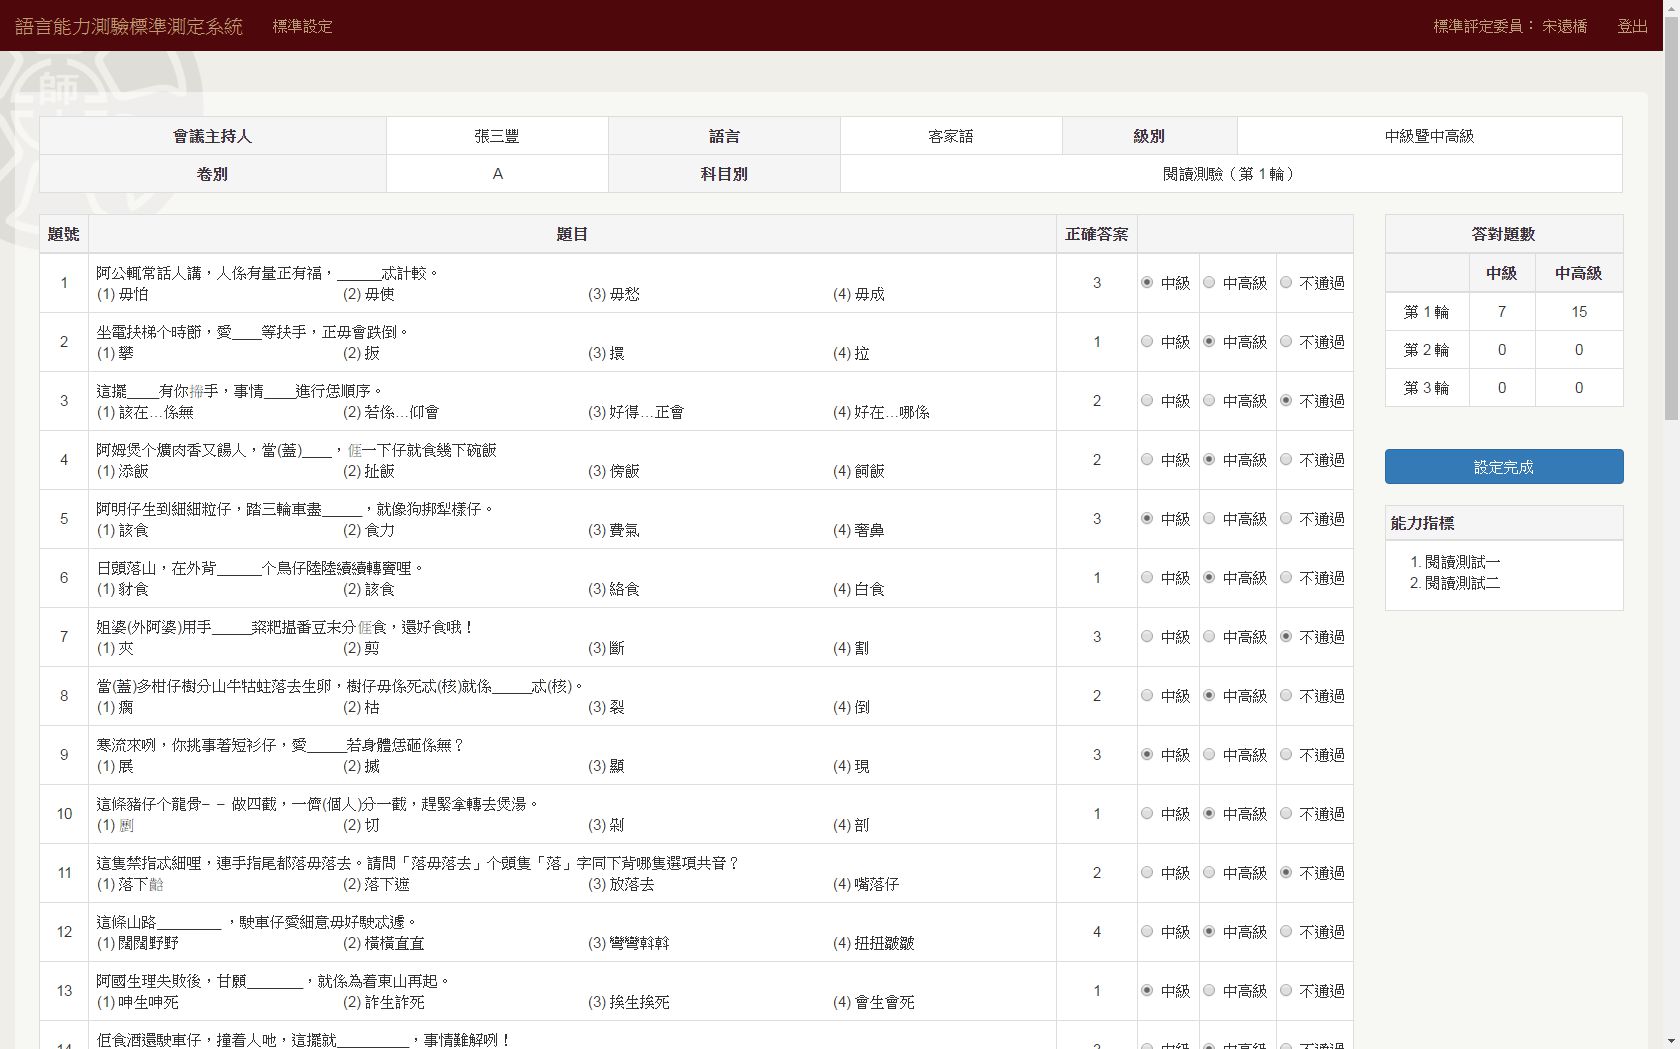 語言能力測驗標準測定系統 標準設定 標準評定委員： 宋遠橋 登出
師
會議主持人 張三豐 語言 客家語 級別 中級暨中高級
卷別 A 科目別 閱讀測驗（第 1 輪）
題號 題目 正確答案
1 阿公輒常話人講，人係有量正有福，______忒計較。 3 中級 中高級 不通過
(1) 毋怕 (2) 毋使 (3) 毋愁 (4) 毋成
2 坐電扶梯个時節，愛____等扶手，正毋會跌倒。 1 中級 中高級 不通過
(1) 攀 (2) 扳 (3) 擐 (4) 拉
3 這擺____有你㨃手，事情____進行恁順序。 2 中級 中高級 不通過
(1) 該在…係無 (2) 若係…仰會 (3) 好得…正會 (4) 好在…哪係
4 阿姆煲个爌肉香又餳人，當(蓋)____，𠊎一下仔就食幾下碗飯 2 中級 中高級 不通過
(1) 添飯 (2) 扯飯 (3) 傍飯 (4) 飼飯
5 阿明仔生到細細粒仔，踏三輪車盡_____，就像狗挷犁樣仔。 3 中級 中高級 不通過
(1) 該食 (2) 食力 (3) 費氣 (4) 奢鼻
6 日頭落山，在外背______个鳥仔陸陸續續轉竇哩。 1 中級 中高級 不通過
(1) 豺食 (2) 該食 (3) 絡食 (4) 白食
7 姐婆(外阿婆)用手_____粢粑搵番豆末分𠊎食，還好食哦！ 3 中級 中高級 不通過
(1) 夾 (2) 剪 (3) 斷 (4) 割
8 當(蓋)多柑仔樹分山牛牯蛀落去生卵，樹仔毋係死忒(核)就係_____忒(核)。 2 中級 中高級 不通過
(1) 瘸 (2) 枯 (3) 裂 (4) 倒
9 寒流來咧，你挑事著短衫仔，愛_____若身體恁砸係無？ 3 中級 中高級 不通過
(1) 展 (2) 搣 (3) 顯 (4) 現
10 這條豬仔个龍骨– – 做四截，一儕(個人)分一截，趕緊拿轉去煲湯。 1 中級 中高級 不通過
(1) (2) 切 (3) 剁 (4) 剖
11 這隻禁指忒細哩，連手指尾都落毋落去。請問「落毋落去」个頭隻「落」字同下背哪隻選項共音？ 2 中級 中高級 不通過
(1) 落下頷 (2) 落下遮 (3) 放落去 (4) 嘴落仔
12 這條山路________ ，駛車仔愛細意毋好駛忒遽。 4 中級 中高級 不通過
(1) 闊闊野野 (2) 橫橫直直 (3) 彎彎斡斡 (4) 扭扭皺皺
13 阿國生理失敗後，甘願_______，就係為着東山再起。 1 中級 中高級 不通過
(1) 呻生呻死 (2) 詐生詐死 (3) 挨生挨死 (4) 會生會死
14 佢食酒還駛車仔，撞着人吔，這擺就_________，事情難解咧！ 中級 中高級 不通過
答對題數
中級 中高級
第 1 輪 7 15
第 2 輪 0 0
第 3 輪 0 0
設定完成
能力指標
1. 閱讀測試一
2. 閱讀測試二